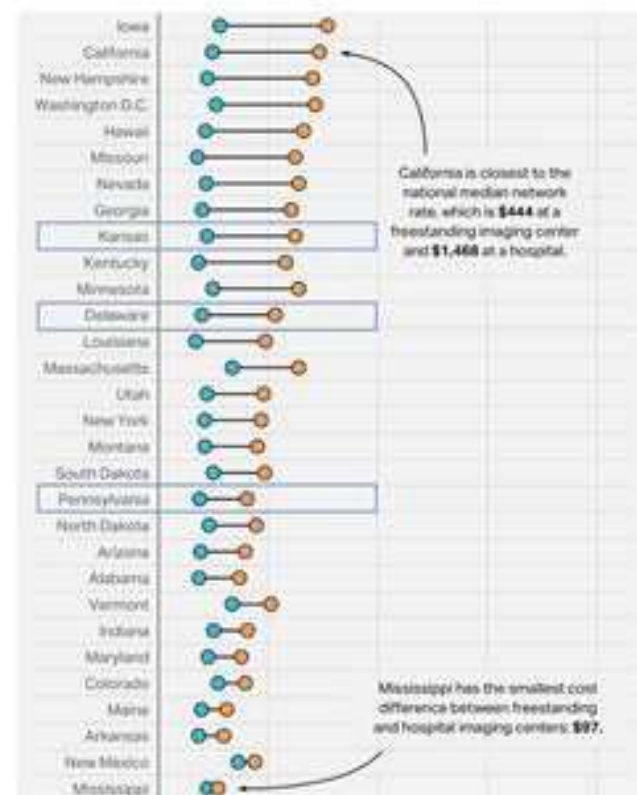 Iowa
California
New Hampshire
Washington D.C.
Hawaii
Missouri
Nevada
Georgia
Kansas
Kentucky
Minnesota
Delaware
Louisiana
Massachusetts
Utah
New York
Montana
South Dakota
Pennsylvania
North Dakota
Arizona
Alabama
Vermont
Indiana
Maryland
Colorado
Maine
Arkansas
New Mexico
Mississippi
California is closest to the
national median network
rate, which is $444 at a
freestanding imaging center
and $1,468 at a hospital.
Mississippi has the smallest cost
difference between freestanding
and hospital imaging centers: $97.